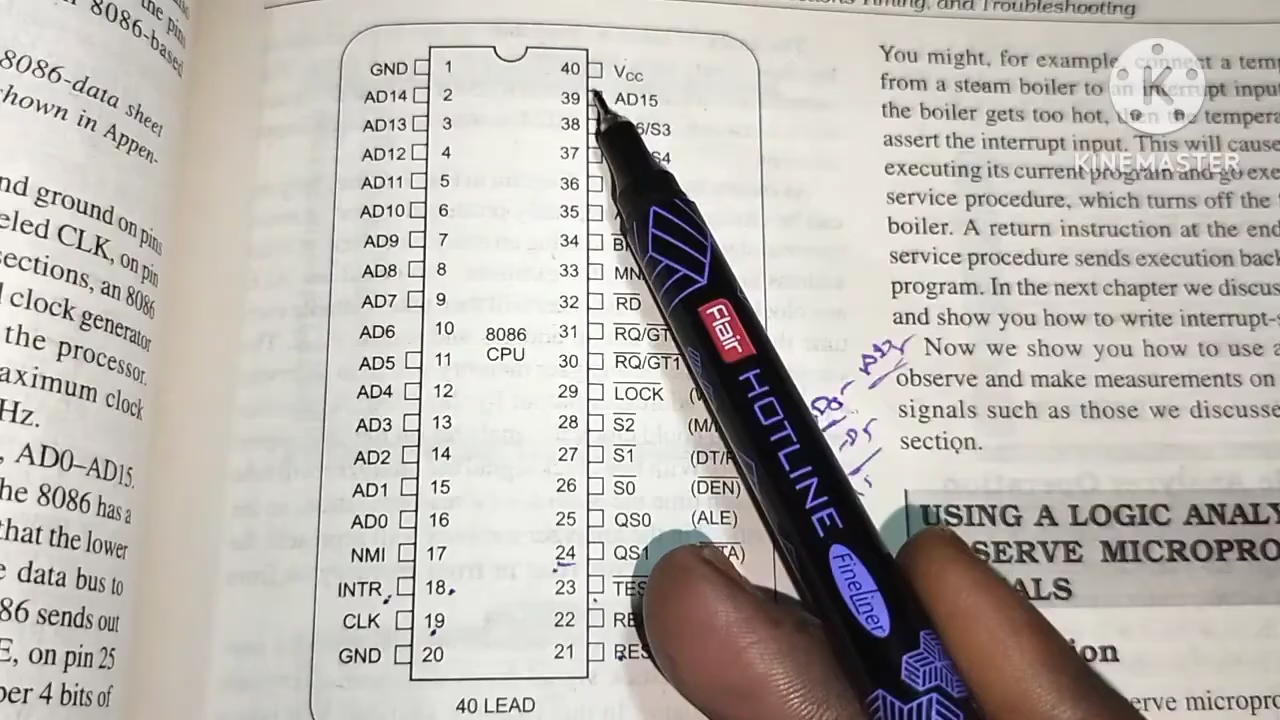 8086-based
8086-data sheet
shown in Appen-
nd ground on pins
eled CLK, on pin
sections, an 8086
clock generator
the processor.
aximum clock
Hz.
, AD0–AD15.
he 8086 has a
that the lower
data bus to
86 sends out
E, on pin 25
per 4 bits of
and Troubleshooting
GND 1 40 VCC
AD14 2 39 AD15
AD13 3 38 6/S3
AD12 4 37 S4
AD11 5 36
AD10 6 35
AD9 7 34
AD8 8 33 MN
AD7 9 32 RD
AD6 10 31 RQ/GT
AD5 11 30 RQ/GT1
AD4 12 29 LOCK
AD3 13 28 S2 (M/
AD2 14 27 S1 (DT/R
AD1 15 26 S0 (DEN)
AD0 16 25 QS0 (ALE)
NMI 17 24 QS1 TA)
INTR 18 23 TES
CLK 19 22 RE
GND 20 21 RES
8086
CPU
40 LEAD
Flair
HOTLINE
Fineliner
You might, for example, connect a tem
from a steam boiler to an interrupt input
the boiler gets too hot, then the tempera
assert the interrupt input. This will cause
executing its current program and go exe
service procedure, which turns off the
boiler. A return instruction at the end
service procedure sends execution back
program. In the next chapter we discus
and show you how to write interrupt-
Now we show you how to use a
observe and make measurements on
signals such as those we discusse
section.
USING A LOGIC ANALY
SERVE MICROPRO
ALS
ion
erve micropro
K
KINEMASTER